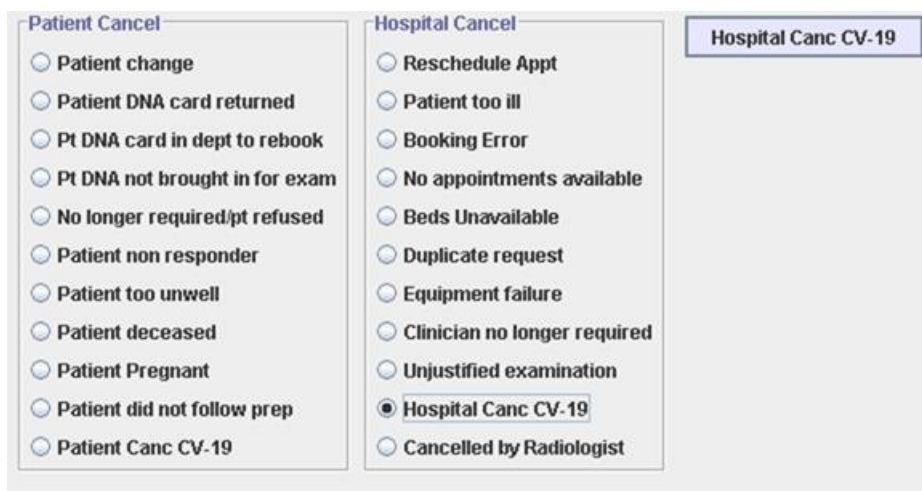 Patient Cancel
Patient change
Patient DNA card returned
Pt DNA card in dept to rebook
Pt DNA not brought in for exam
No longer required/pt refused
Patient non responder
Patient too unwell
Patient deceased
Patient Pregnant
Patient did not follow prep
Patient Canc CV-19
Hospital Cancel
Reschedule Appt
Patient too ill
Booking Error
No appointments available
Beds Unavailable
Duplicate request
Equipment failure
Clinician no longer required
Unjustified examination
Hospital Canc CV-19
Cancelled by Radiologist
Hospital Canc CV-19